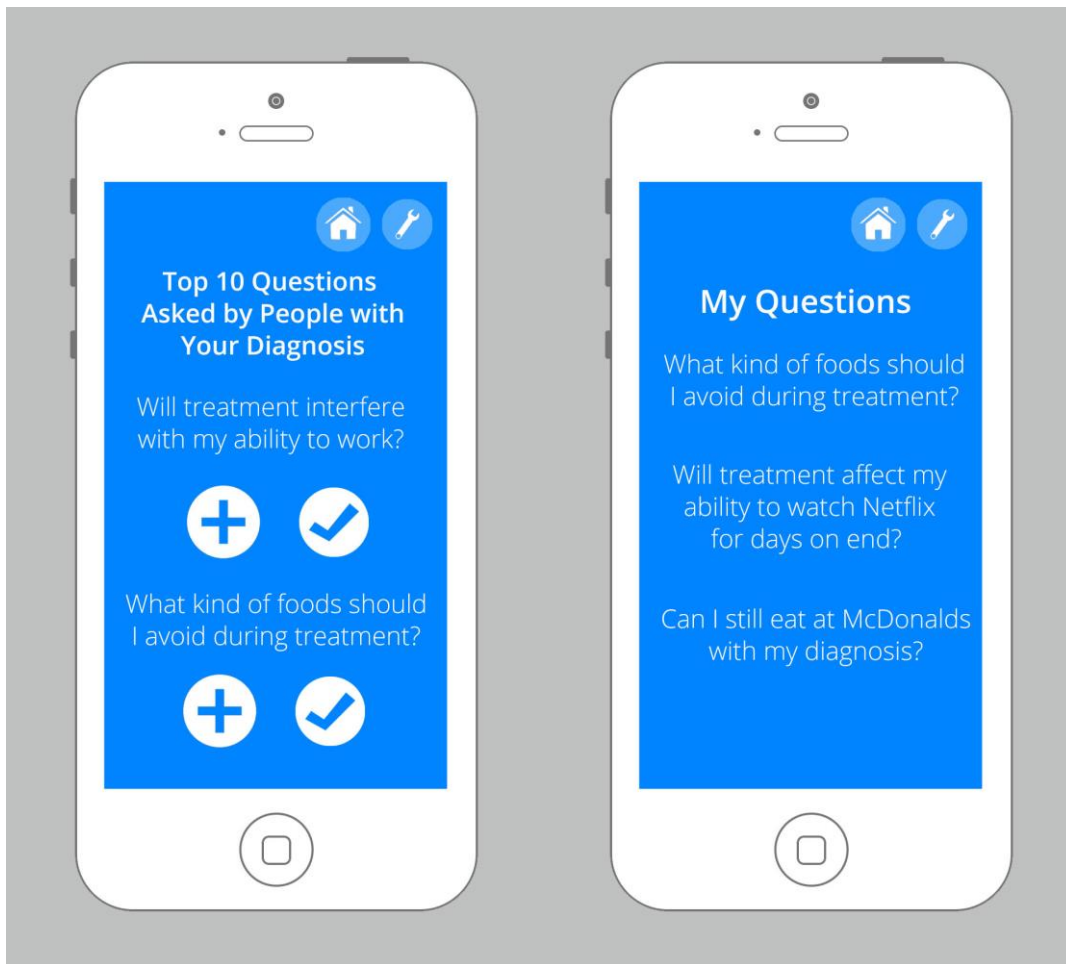 Top 10 Questions
Asked by People with
Your Diagnosis
Will treatment interfere
with my ability to work?
What kind of foods should
I avoid during treatment?
My Questions
What kind of foods should
I avoid during treatment?
Will treatment affect my
ability to watch Netflix
for days on end?
Can I still eat at McDonalds
with my diagnosis?